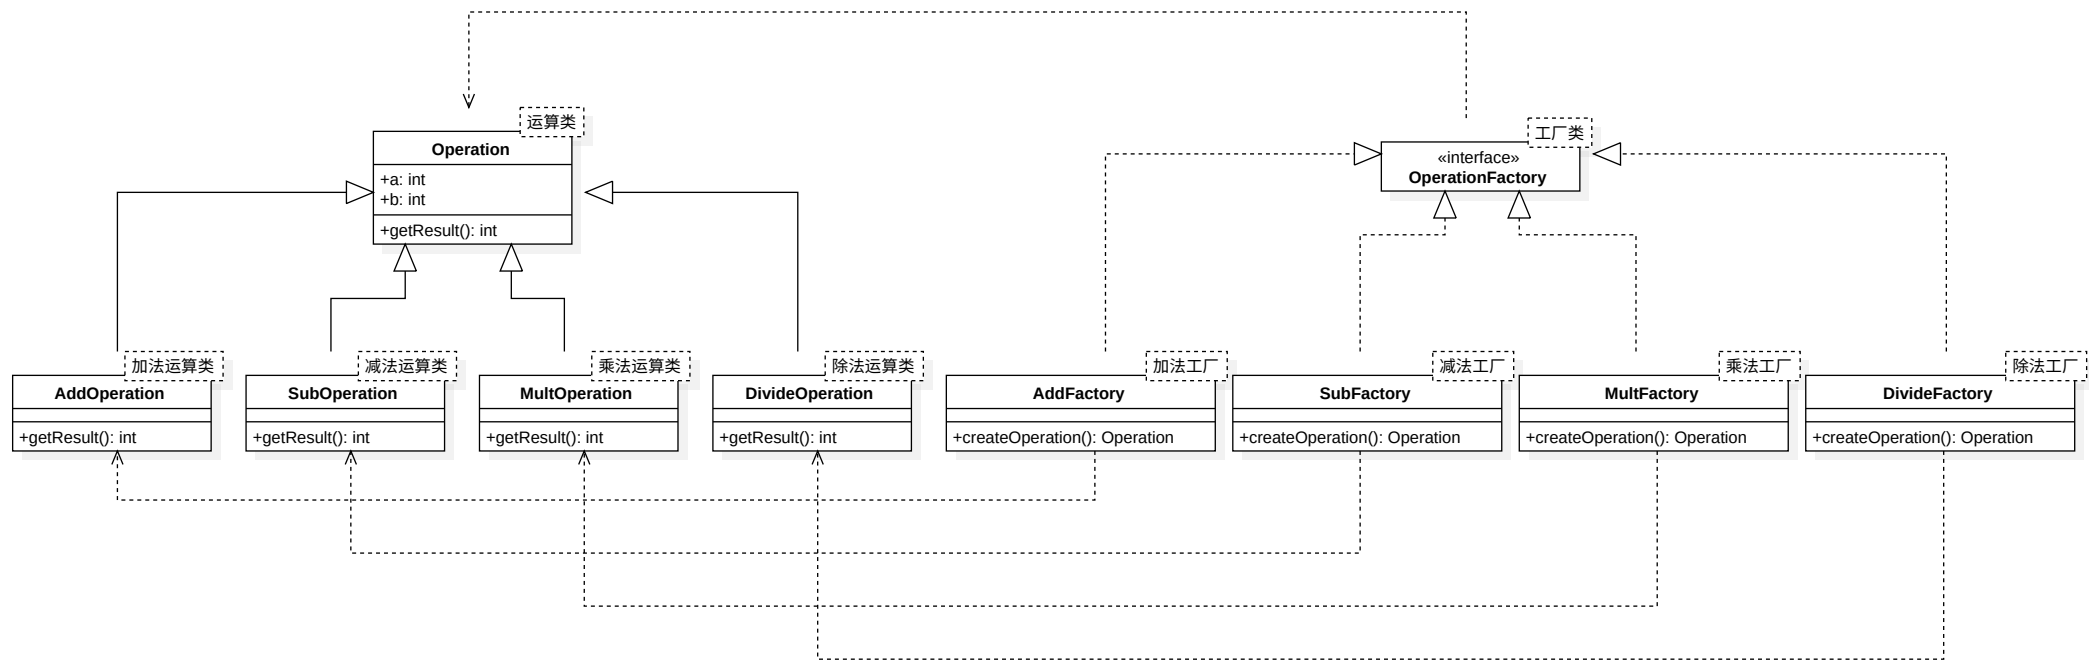 运算类
Operation
+a: int
+b: int
+getResult(): int
工厂类
«interface»
OperationFactory
加法运算类
AddOperation
+getResult(): int
减法运算类
SubOperation
+getResult(): int
乘法运算类
MultOperation
+getResult(): int
除法运算类
DivideOperation
+getResult(): int
加法工厂
AddFactory
+createOperation(): Operation
减法工厂
SubFactory
+createOperation(): Operation
乘法工厂
MultFactory
+createOperation(): Operation
除法工厂
DivideFactory
+createOperation(): Operation